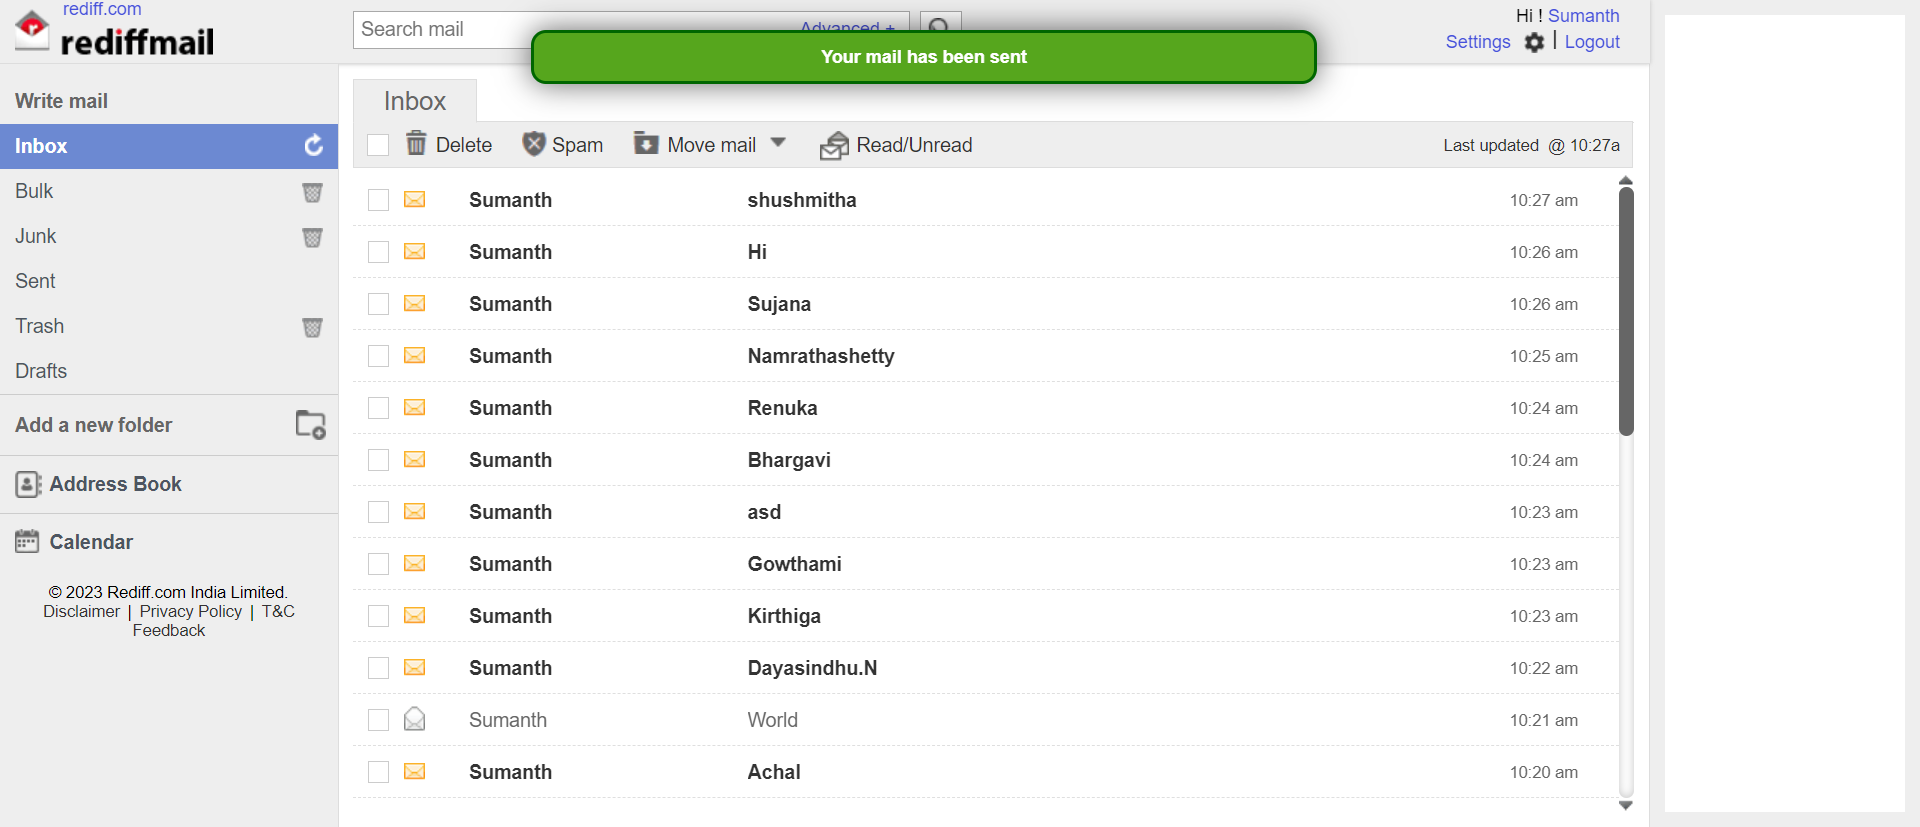 rediff.com
rediffmail
Search mail
Advanced +
Hi ! Sumanth
Settings | Logout
Your mail has been sent
Write mail
Inbox
Bulk
Junk
Sent
Trash
Drafts
Add a new folder
Address Book
Calendar
© 2023 Rediff.com India Limited.
Disclaimer | Privacy Policy | T&C
Feedback
Inbox
Delete Spam Move mail Read/Unread Last updated @ 10:27a
Sumanth shushmitha 10:27 am
Sumanth Hi 10:26 am
Sumanth Sujana 10:26 am
Sumanth Namrathashetty 10:25 am
Sumanth Renuka 10:24 am
Sumanth Bhargavi 10:24 am
Sumanth asd 10:23 am
Sumanth Gowthami 10:23 am
Sumanth Kirthiga 10:23 am
Sumanth Dayasindhu.N 10:22 am
Sumanth World 10:21 am
Sumanth Achal 10:20 am